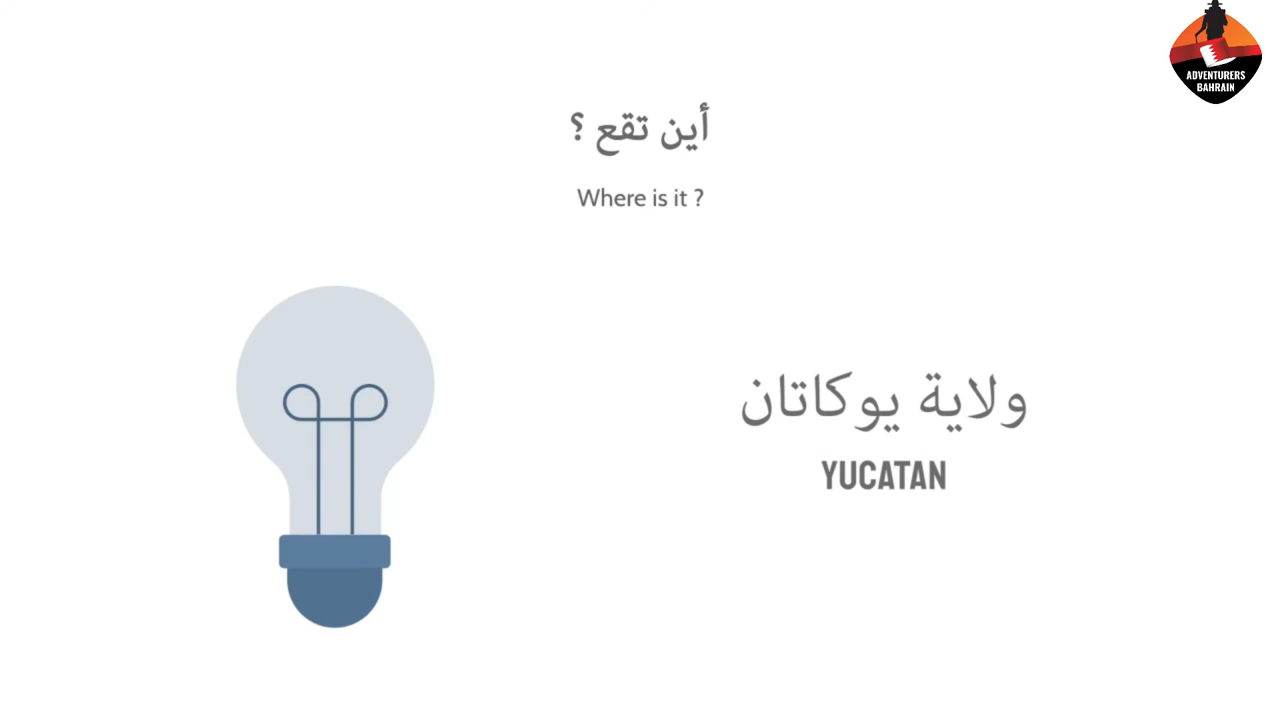 ADVENTURERS
BAHRAIN
أين تقع ؟
Where is it ?
ولاية يوكاتان
YUCATAN